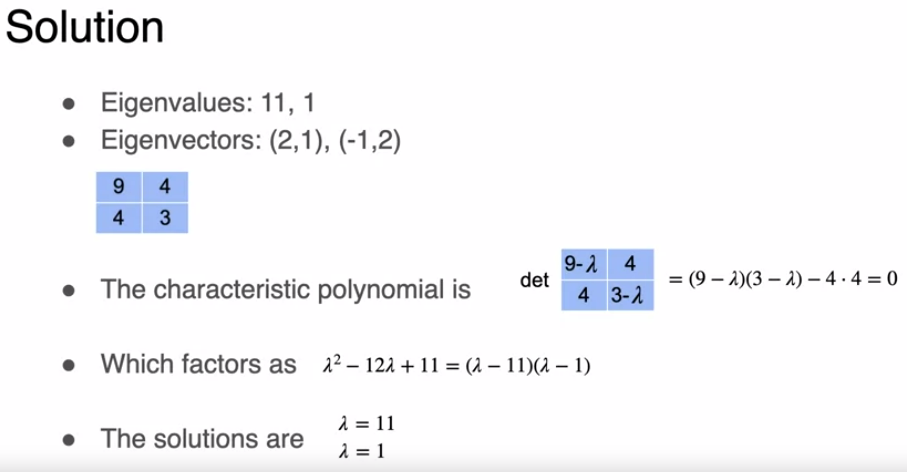 Solution
● Eigenvalues: 11, 1
● Eigenvectors: (2,1), (-1,2)
9 4
4 3
● The characteristic polynomial is det 9-λ 4 = (9 − λ)(3 − λ) − 4 · 4 = 0
4 3-λ
● Which factors as λ² − 12λ + 11 = (λ − 11)(λ − 1)
● The solutions are λ = 11
λ = 1